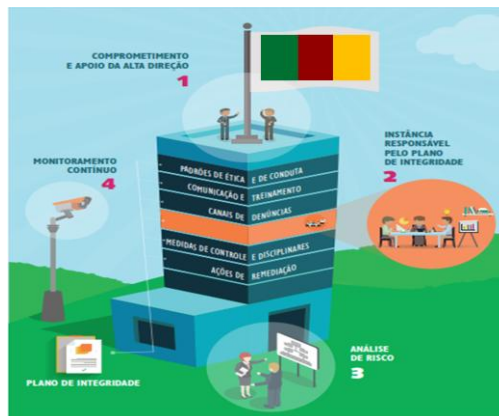 COMPROMETIMENTO
E APOIO DA ALTA DIREÇÃO
1
INSTÂNCIA
RESPONSÁVEL
PELO PLANO
DE INTEGRIDADE
2
MONITORAMENTO
CONTÍNUO
4
PADRÕES DE ÉTICA E DE CONDUTA
COMUNICAÇÃO E TREINAMENTO
CANAIS DE DENÚNCIAS
MEDIDAS DE CONTROLE E DISCIPLINARES
AÇÕES DE REMEDIAÇÃO
PLANO DE INTEGRIDADE
ANÁLISE
DE RISCO
3